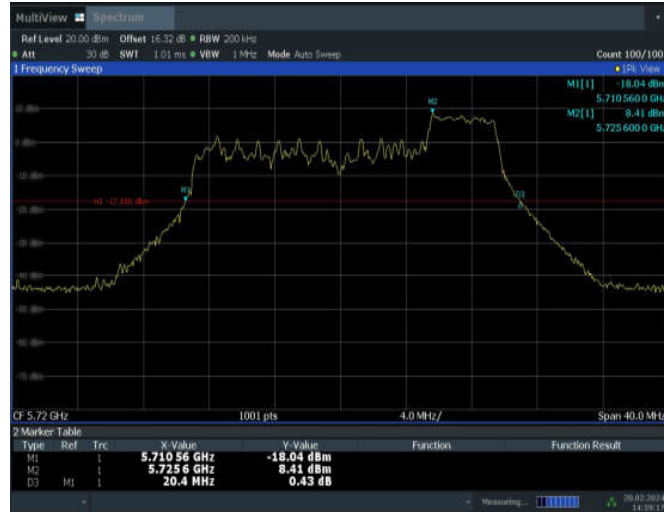 MultiView Spectrum
Ref Level 20.00 dBm Offset 16.32 dB RBW 200 kHz
Att 30 dB SWT 1.01 ms VBW 1 MHz Mode Auto Sweep Count 100/100
1 Frequency Sweep 1Pk View
M1[1] -18.04 dBm
5.710 560 0 GHz
M2[1] 8.41 dBm
5.725 600 0 GHz
M2
M1
D3
CF 5.72 GHz 1001 pts 4.0 MHz/ Span 40.0 MHz
2 Marker Table
Type Ref Trc X-Value Y-Value Function Function Result
M1 1 5.710 56 GHz -18.04 dBm
M2 1 5.725 6 GHz 8.41 dBm
D3 M1 1 20.4 MHz 0.43 dB
Measuring... 20.02.2024